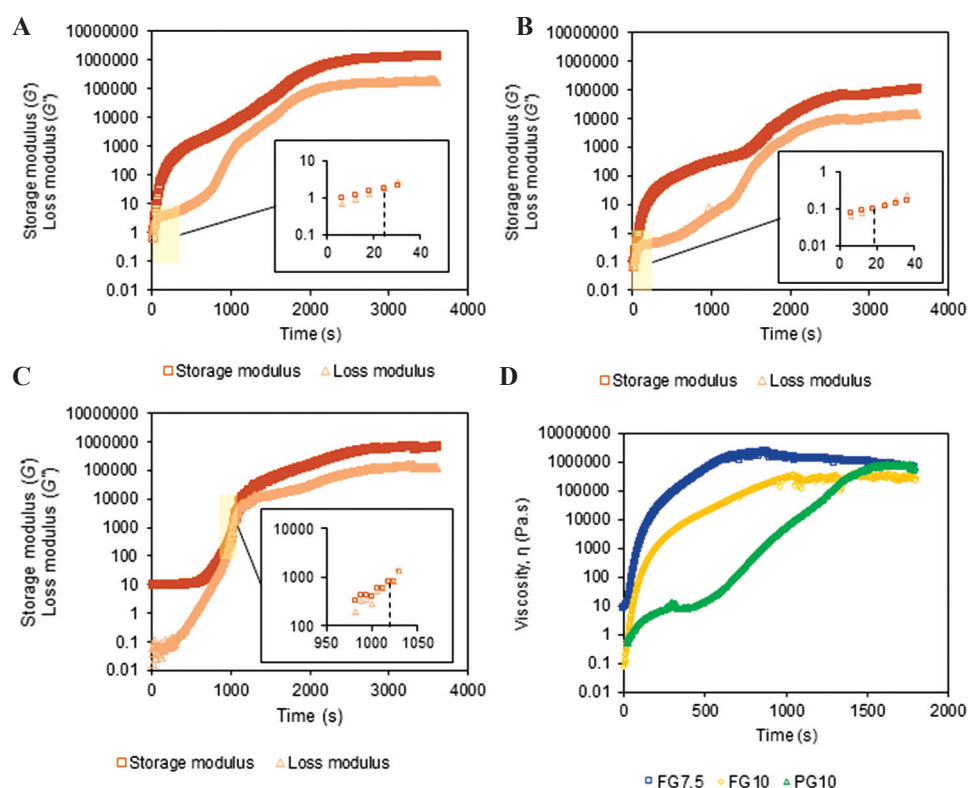 A
Storage modulus (G')
Loss modulus (G")
10000000
1000000
100000
10000
1000
100
10
1
0.1
0.01
0 1000 2000 3000 4000
Time (s)
10
1
0.1
0 20 40
Storage modulus Loss modulus
B
Storage modulus (G')
Loss modulus (G")
10000000
1000000
100000
10000
1000
100
10
1
0.1
0.01
0 1000 2000 3000 4000
Time (s)
1
0.1
0.01
0 20 40
Storage modulus Loss modulus
C
Storage modulus (G')
Loss modulus (G")
10000000
1000000
100000
10000
1000
100
10
1
0.1
0.01
0 1000 2000 3000 4000
Time (s)
10000
1000
100
950 1000 1050
Storage modulus Loss modulus
D
Viscosity, η (Pa.s)
10000000
1000000
100000
10000
1000
100
10
1
0.1
0.01
0 500 1000 1500 2000
Time (s)
FG7.5 FG10 PG10